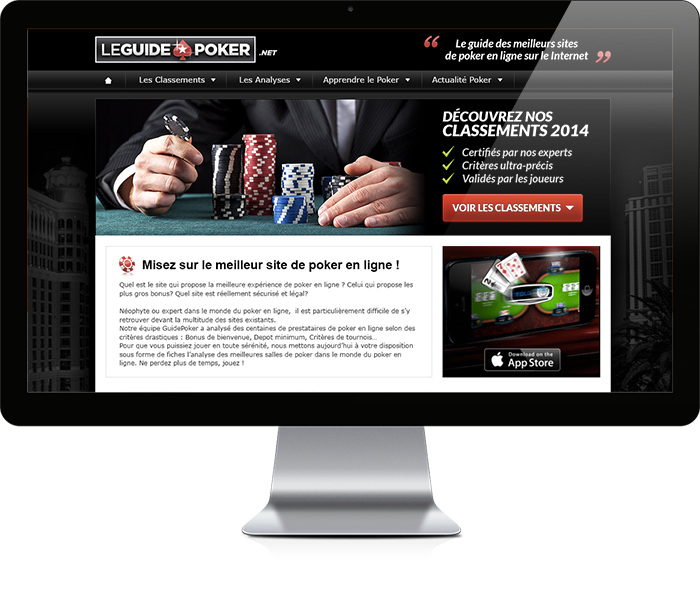 LEGUIDE POKER .NET
“ Le guide des meilleurs sites
de poker en ligne sur le Internet ”
Les Classements
Les Analyses
Apprendre le Poker
Actualité Poker
DÉCOUVREZ NOS
CLASSEMENTS 2014
Certifiés par nos experts
Critères ultra-précis
Validés par les joueurs
VOIR LES CLASSEMENTS
Misez sur le meilleur site de poker en ligne !
Quel est le site qui propose la meilleure expérience de poker en ligne ? Celui qui propose les
plus gros bonus? Quel site est réellement sécurisé et légal?
Néophyte ou expert dans le monde du poker en ligne, il est particulièrement difficile de s'y
retrouver devant la multitude des sites existants.
Notre équipe GuidePoker a analysé des centaines de prestataires de poker en ligne selon des
critères drastiques : Bonus de bienvenue, Depot minimum, Critères de tournois...
Pour que vous puissiez jouer en toute sérénité, nous mettons aujourd'hui à votre disposition
sous forme de fiches l'analyse des meilleures salles de poker dans le monde du poker en
ligne. Ne perdez plus de temps, jouez !
Download on the
App Store